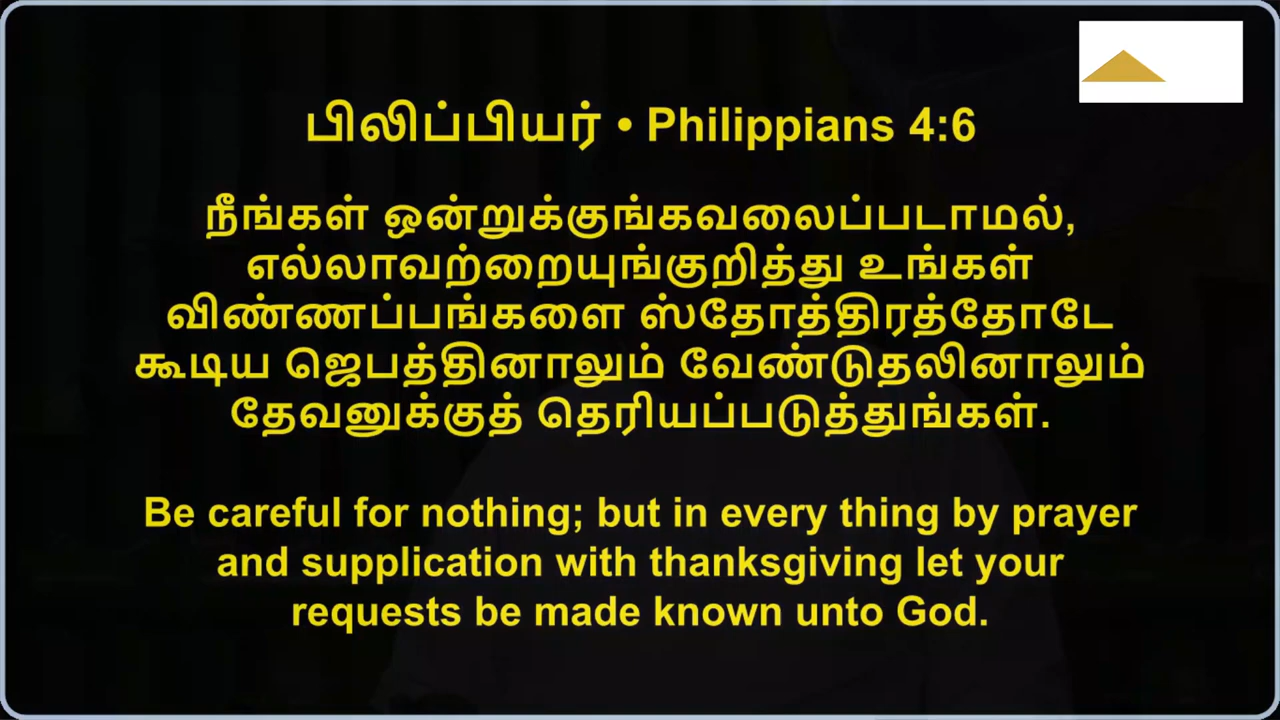 பிலிப்பியர் • Philippians 4:6
நீங்கள் ஒன்றுக்குங்கவலைப்படாமல்,
எல்லாவற்றையுங்குறித்து உங்கள்
விண்ணப்பங்களை ஸ்தோத்திரத்தோடே
கூடிய ஜெபத்தினாலும் வேண்டுதலினாலும்
தேவனுக்குத் தெரியப்படுத்துங்கள்.
Be careful for nothing; but in every thing by prayer
and supplication with thanksgiving let your
requests be made known unto God.